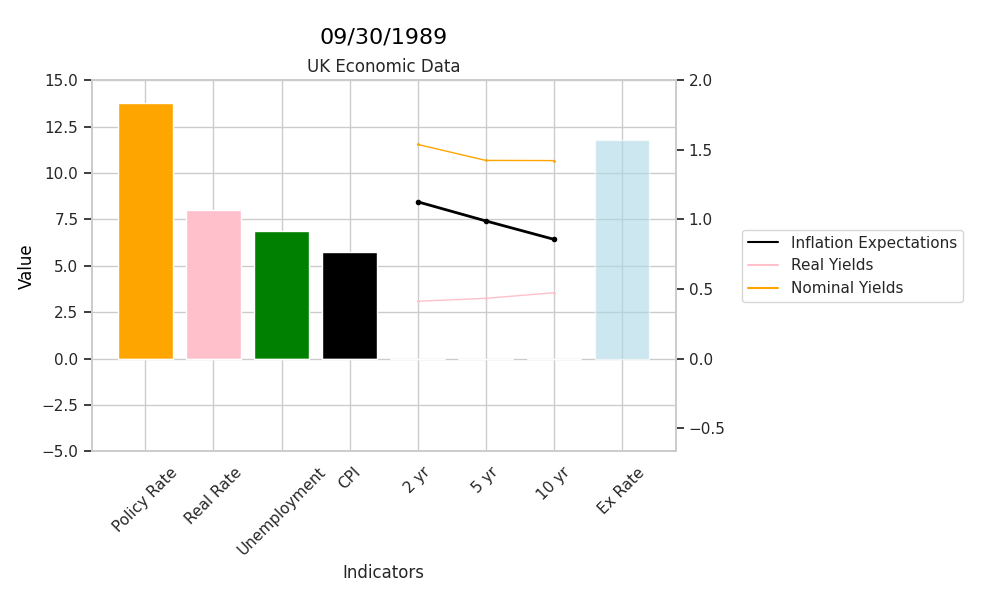 09/30/1989
UK Economic Data
15.0
12.5
10.0
7.5
5.0
2.5
0.0
−2.5
−5.0
Value
2.0
1.5
1.0
0.5
0.0
−0.5
Inflation Expectations
Real Yields
Nominal Yields
Policy Rate
Real Rate
Unemployment
CPI
2 yr
5 yr
10 yr
Ex Rate
Indicators